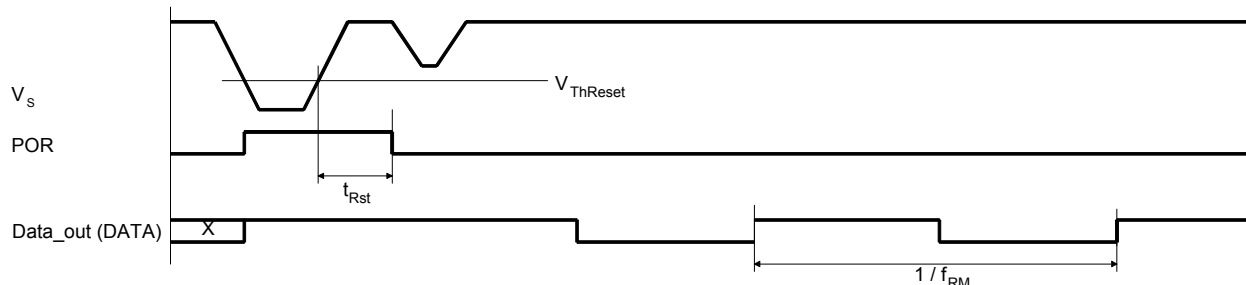 V_ThReset
V_S
POR
t_Rst
Data_out (DATA) X
1 / f_RM